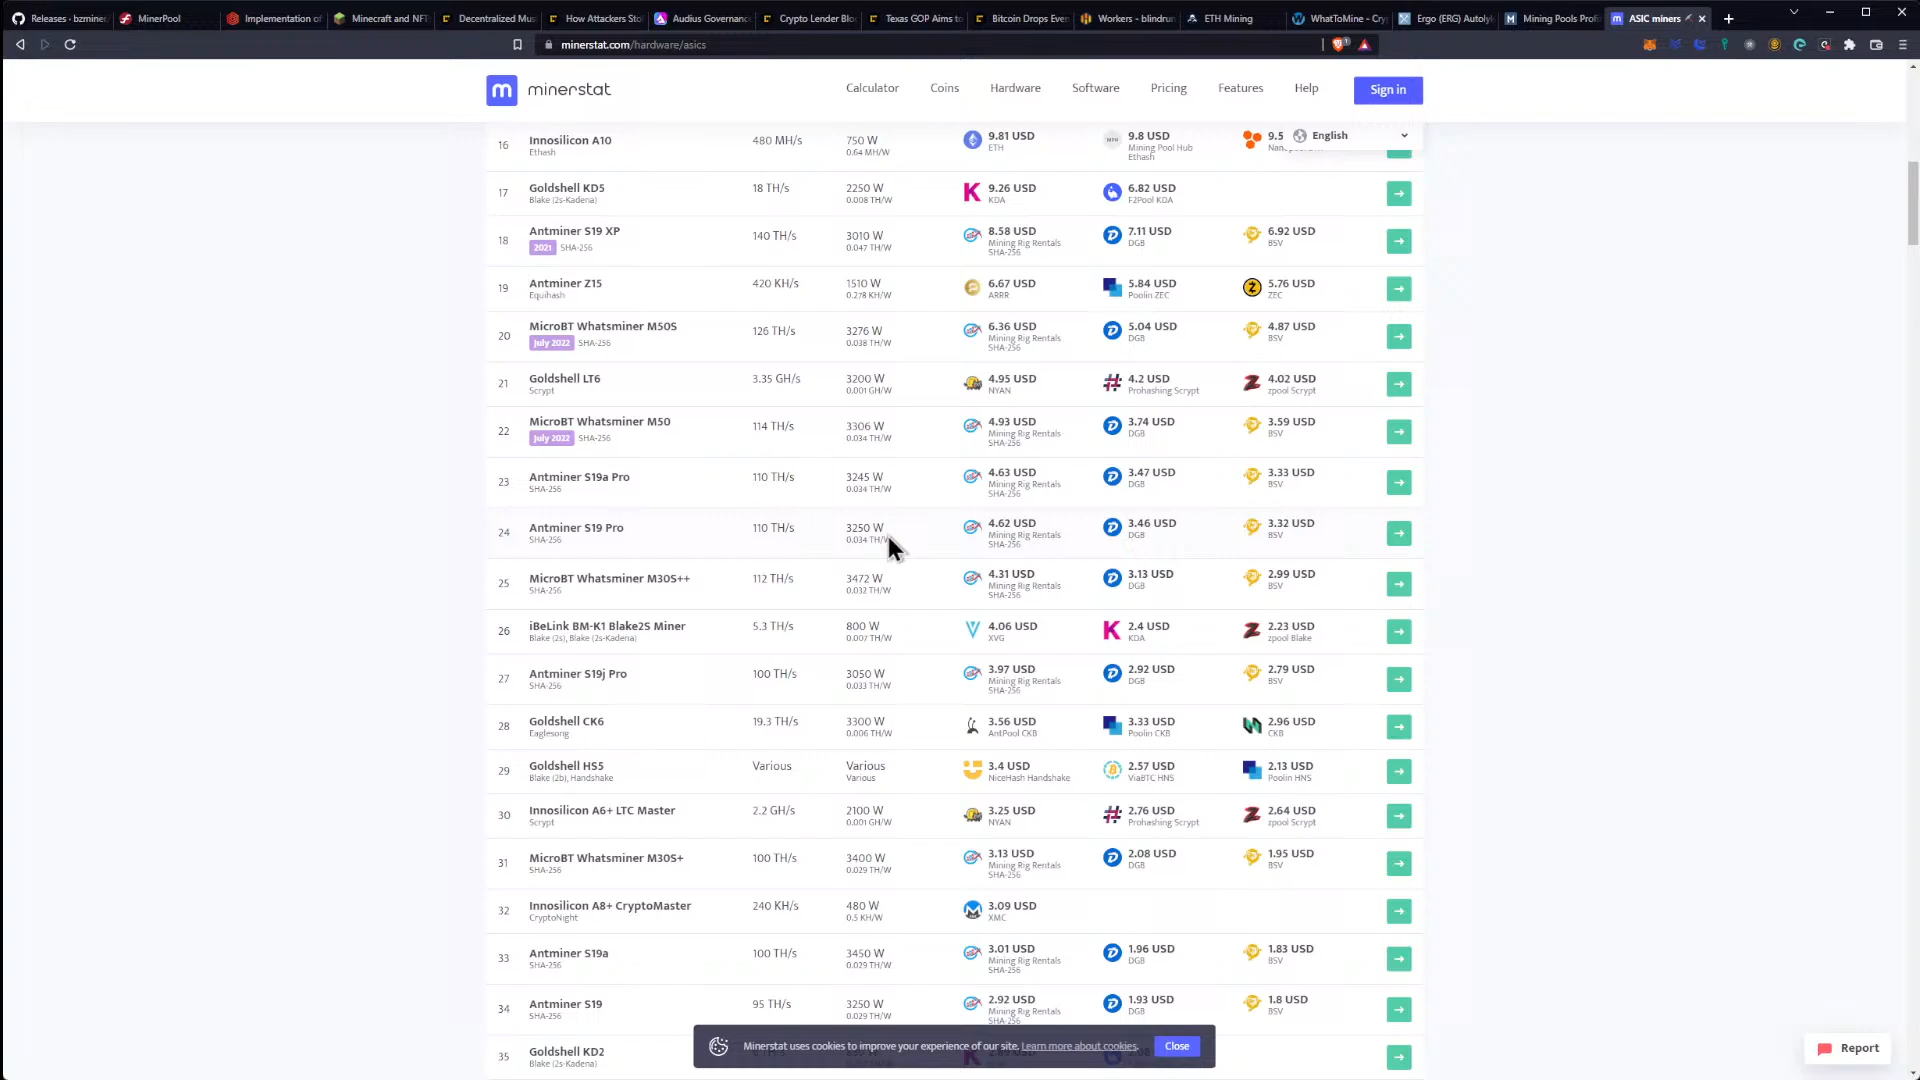 Releases · bzminer
MinerPool
Implementation of
Minecraft and NFT
Decentralized Mus
How Attackers Sto
Audius Governanc
Crypto Lender Blo
Texas GOP Aims to
Bitcoin Drops Even
Workers - blindrun
ETH Mining
WhatToMine - Cry
Ergo (ERG) Autolyk
Mining Pools Profi
ASIC miners
minerstat.com/hardware/asics
minerstat
Calculator
Coins
Hardware
Software
Pricing
Features
Help
Sign in
English
16 Innosilicon A10 480 MH/s 750 W 9.81 USD 9.8 USD 9.5
Ethash 0.64 MH/W ETH Mining Pool Hub
Ethash
17 Goldshell KD5 18 TH/s 2250 W 9.26 USD 6.82 USD
Blake (2s-Kadena) 0.008 TH/W KDA F2Pool KDA
18 Antminer S19 XP 140 TH/s 3010 W 8.58 USD 7.11 USD 6.92 USD
2021 SHA-256 0.047 TH/W Mining Rig Rentals DGB BSV
SHA-256
19 Antminer Z15 420 KH/s 1510 W 6.67 USD 5.84 USD 5.76 USD
Equihash 0.278 KH/W ARRR Poolin ZEC ZEC
20 MicroBT Whatsminer M50S 126 TH/s 3276 W 6.36 USD 5.04 USD 4.87 USD
July 2022 SHA-256 0.038 TH/W Mining Rig Rentals DGB BSV
SHA-256
21 Goldshell LT6 3.35 GH/s 3200 W 4.95 USD 4.2 USD 4.02 USD
Scrypt 0.001 GH/W NYAN Prohashing Scrypt zpool Scrypt
22 MicroBT Whatsminer M50 114 TH/s 3306 W 4.93 USD 3.74 USD 3.59 USD
July 2022 SHA-256 0.034 TH/W Mining Rig Rentals DGB BSV
SHA-256
23 Antminer S19a Pro 110 TH/s 3245 W 4.63 USD 3.47 USD 3.33 USD
SHA-256 0.034 TH/W Mining Rig Rentals DGB BSV
SHA-256
24 Antminer S19 Pro 110 TH/s 3250 W 4.62 USD 3.46 USD 3.32 USD
SHA-256 0.034 TH/W Mining Rig Rentals DGB BSV
SHA-256
25 MicroBT Whatsminer M30S++ 112 TH/s 3472 W 4.31 USD 3.13 USD 2.99 USD
SHA-256 0.032 TH/W Mining Rig Rentals DGB BSV
SHA-256
26 iBeLink BM-K1 Blake2S Miner 5.3 TH/s 800 W 4.06 USD 2.4 USD 2.23 USD
Blake (2s), Blake (2s-Kadena) 0.007 TH/W XVG KDA zpool Blake
27 Antminer S19j Pro 100 TH/s 3050 W 3.97 USD 2.92 USD 2.79 USD
SHA-256 0.033 TH/W Mining Rig Rentals DGB BSV
SHA-256
28 Goldshell CK6 19.3 TH/s 3300 W 3.56 USD 3.33 USD 2.96 USD
Eaglesong 0.006 TH/W AntPool CKB Poolin CKB CKB
29 Goldshell HS5 Various Various 3.4 USD 2.57 USD 2.13 USD
Blake (2b), Handshake Various NiceHash Handshake ViaBTC HNS Poolin HNS
30 Innosilicon A6+ LTC Master 2.2 GH/s 2100 W 3.25 USD 2.76 USD 2.64 USD
Scrypt 0.001 GH/W NYAN Prohashing Scrypt zpool Scrypt
31 MicroBT Whatsminer M30S+ 100 TH/s 3400 W 3.13 USD 2.08 USD 1.95 USD
SHA-256 0.029 TH/W Mining Rig Rentals DGB BSV
SHA-256
32 Innosilicon A8+ CryptoMaster 240 KH/s 480 W 3.09 USD
CryptoNight 0.5 KH/W XMC
33 Antminer S19a 100 TH/s 3450 W 3.01 USD 1.96 USD 1.83 USD
SHA-256 0.029 TH/W Mining Rig Rentals DGB BSV
SHA-256
34 Antminer S19 95 TH/s 3250 W 2.92 USD 1.93 USD 1.8 USD
SHA-256 0.029 TH/W Mining Rig Rentals DGB BSV
SHA-256
35 Goldshell KD2
Blake (2s-Kadena)
Minerstat uses cookies to improve your experience of our site. Learn more about cookies.
Close
Report